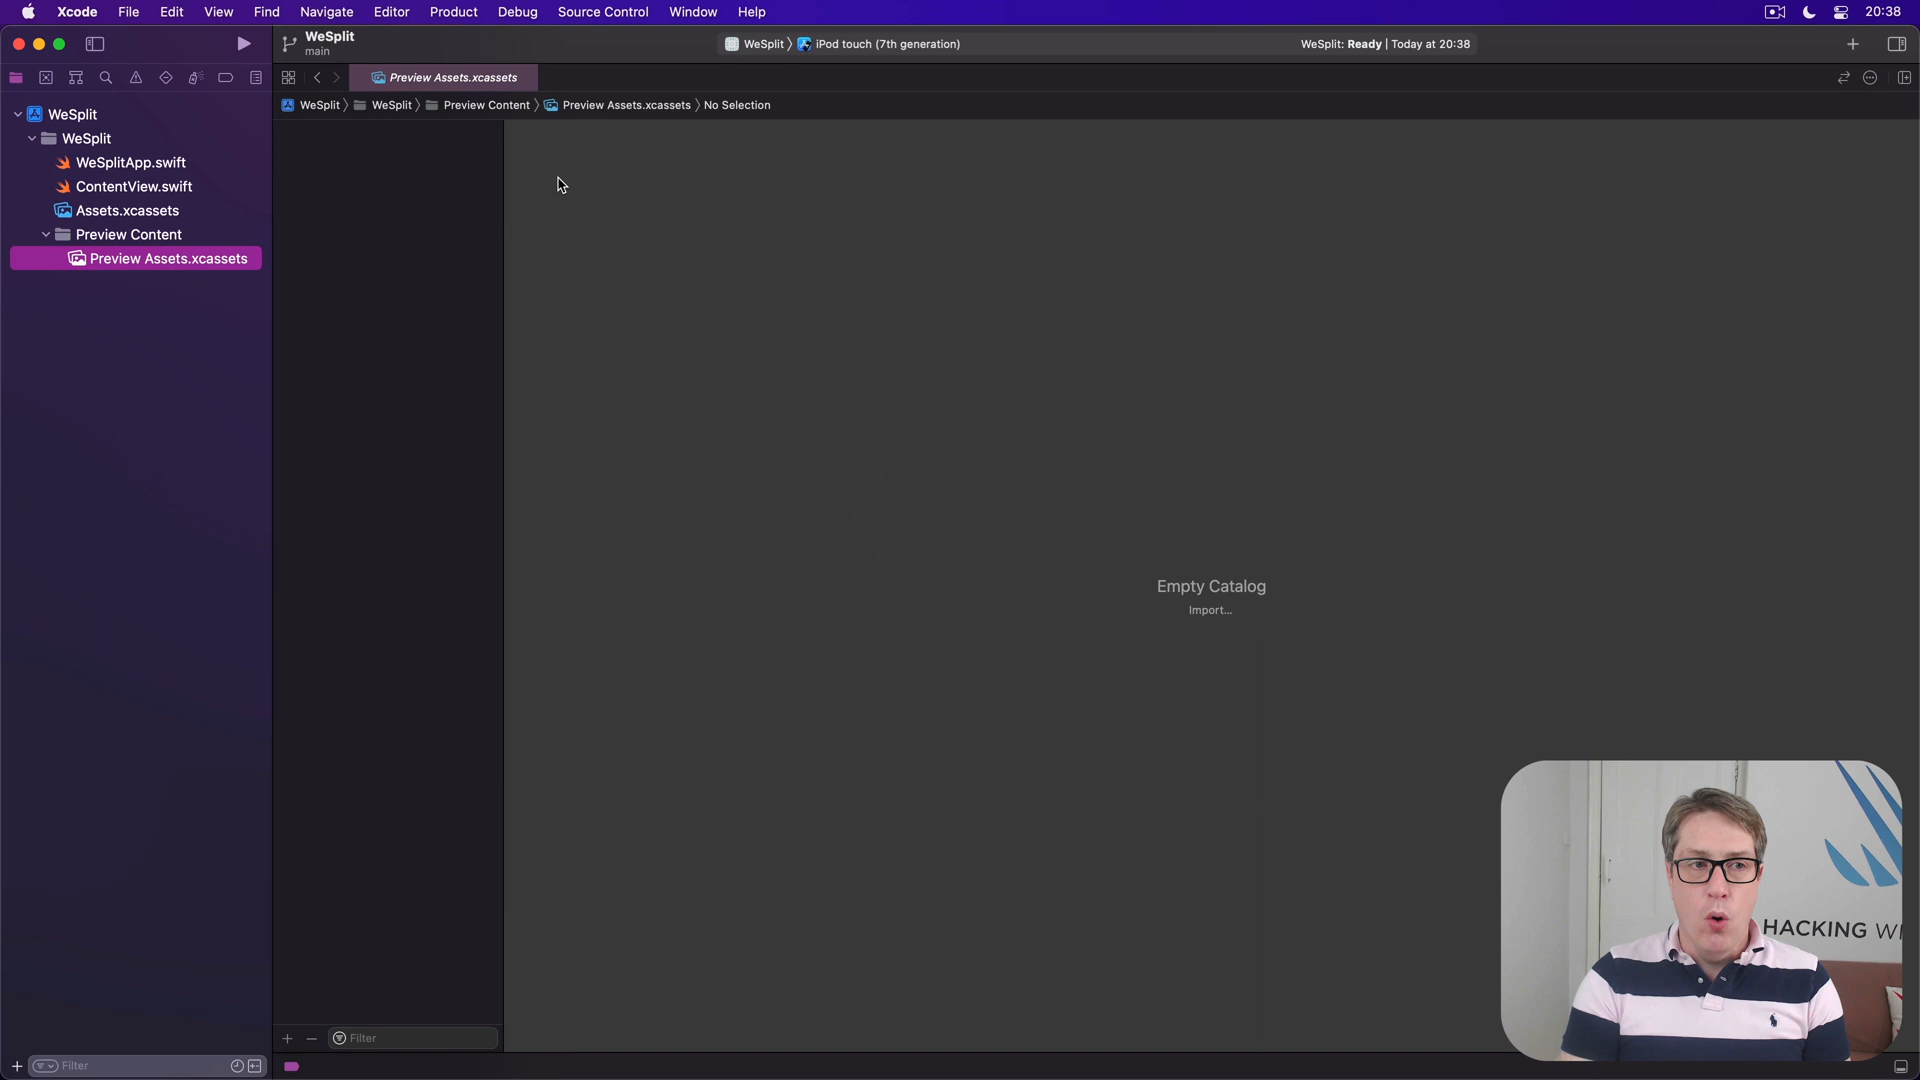 Xcode File Edit View Find Navigate Editor Product Debug Source Control Window Help 20:38
WeSplit
main
WeSplit iPod touch (7th generation) WeSplit: Ready | Today at 20:38
Preview Assets.xcassets
WeSplit WeSplit Preview Content Preview Assets.xcassets No Selection
WeSplit
WeSplit
WeSplitApp.swift
ContentView.swift
Assets.xcassets
Preview Content
Preview Assets.xcassets
Empty Catalog
Import...
HACKING WI
Filter
Filter